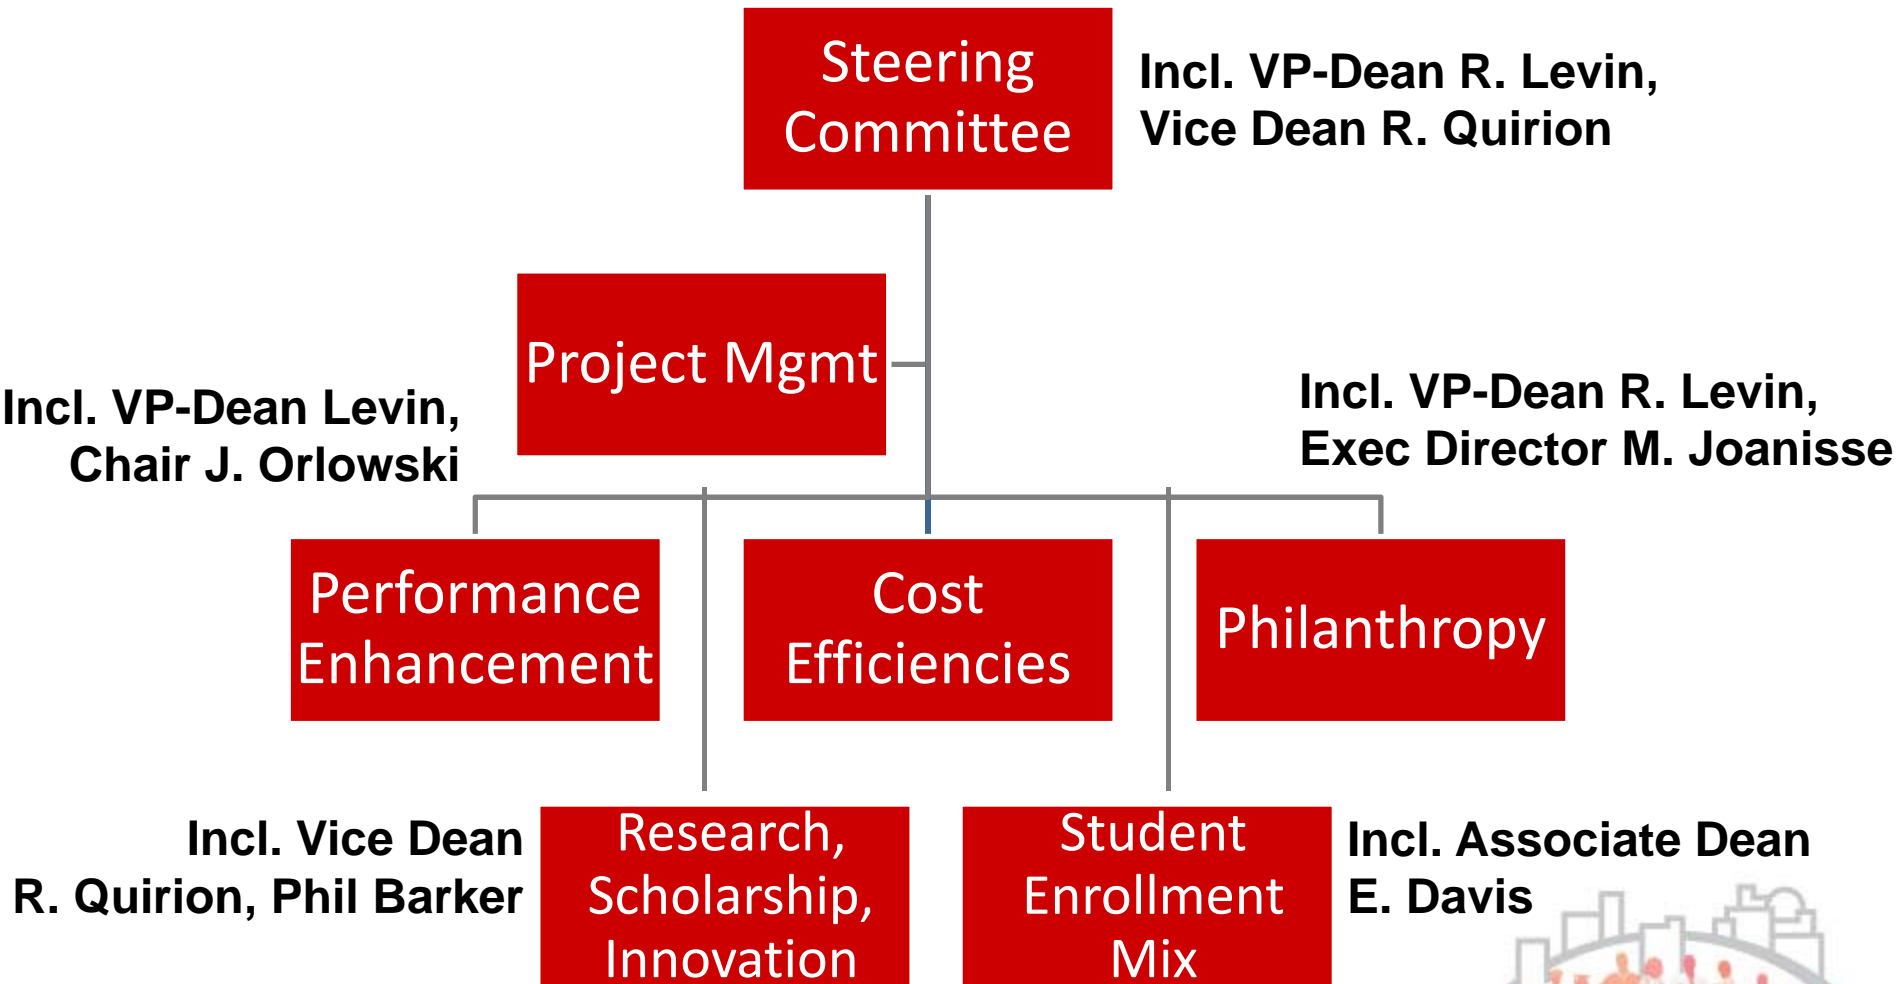 Steering
Committee
Incl. VP-Dean R. Levin,
Vice Dean R. Quirion
Project Mgmt
Incl. VP-Dean Levin,
Chair J. Orlowski
Incl. VP-Dean R. Levin,
Exec Director M. Joanisse
Performance
Enhancement
Cost
Efficiencies
Philanthropy
Incl. Vice Dean
R. Quirion, Phil Barker
Research,
Scholarship,
Innovation
Student
Enrollment
Mix
Incl. Associate Dean
E. Davis